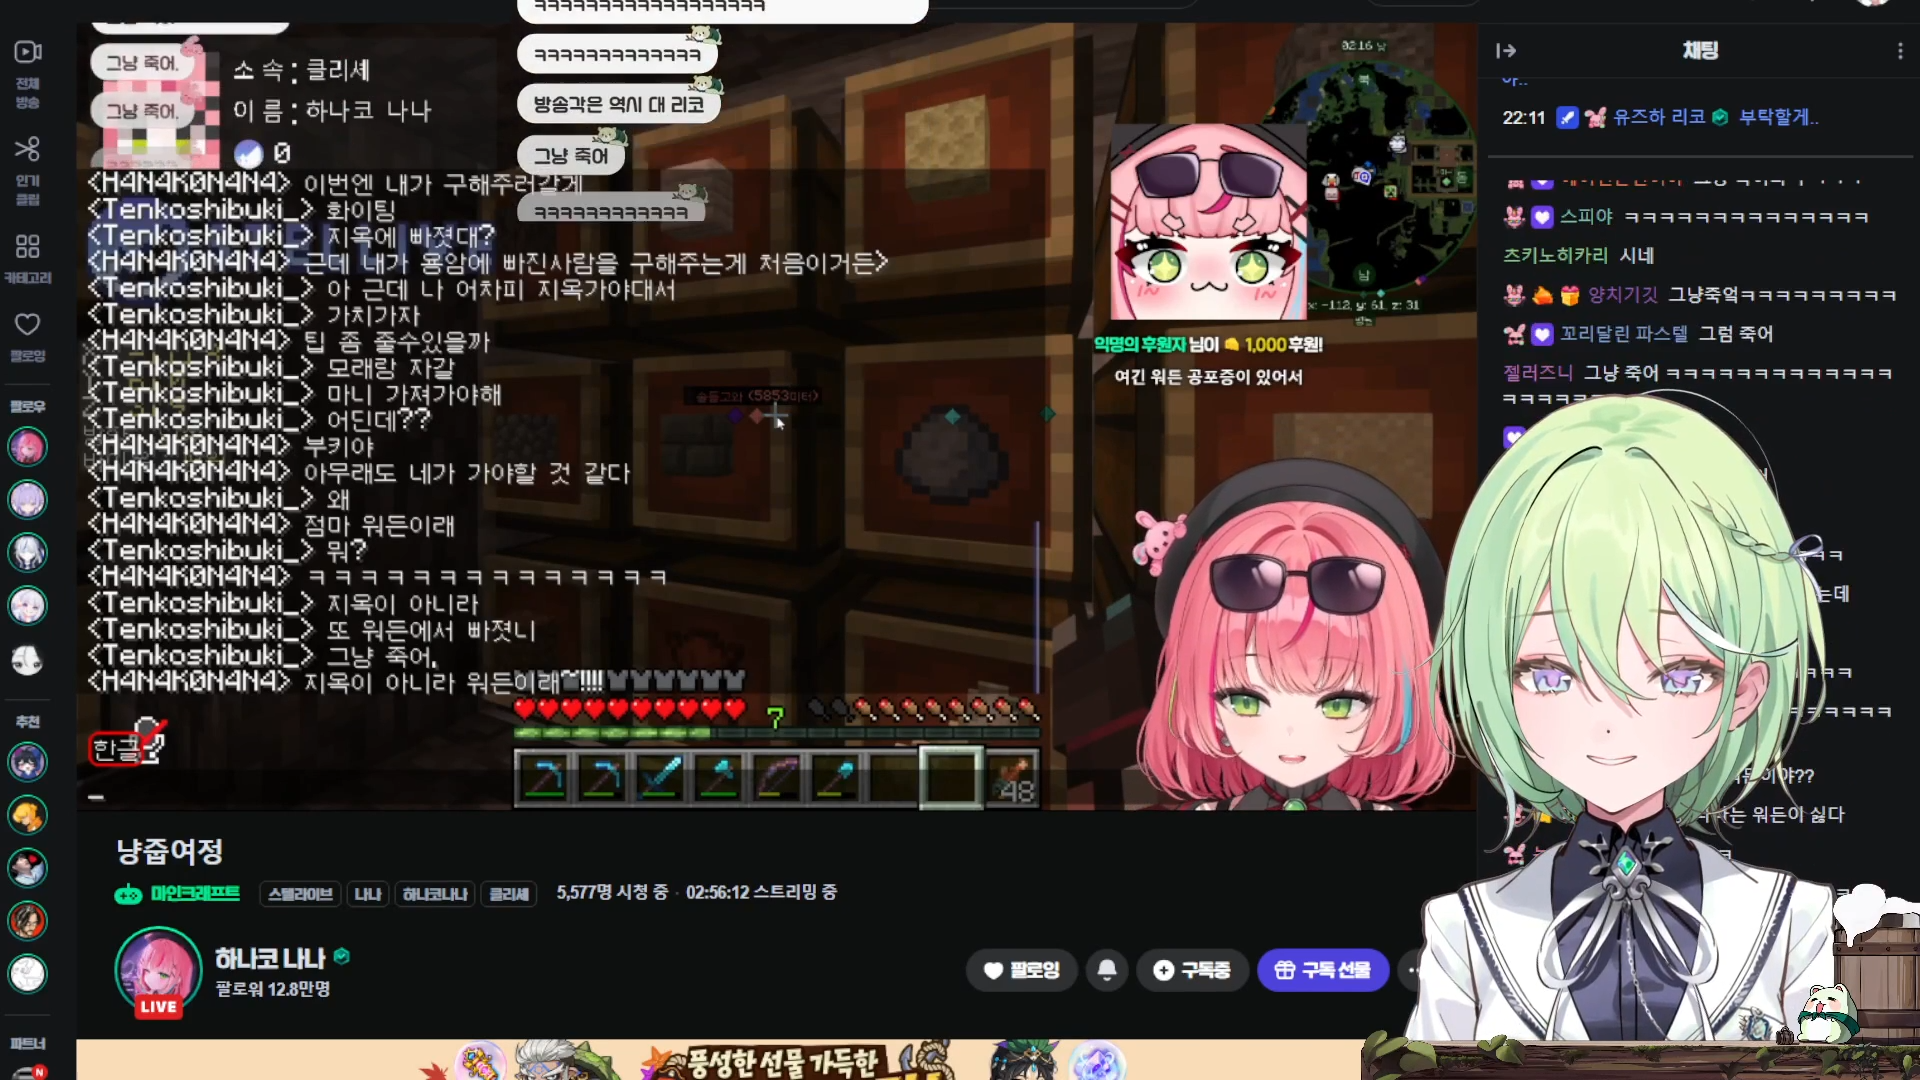 전체
방송
인기
클립
카테고리
팔로잉
팔로우
추천
파트너
N
그냥 죽어.
그냥 죽어.
소 속 : 클리셰
이 름 : 하나코 나나
0
ㅋㅋㅋㅋㅋㅋㅋㅋㅋㅋㅋㅋㅋ
방송각은 역시 대 리코
그냥 죽어
ㅋㅋㅋㅋㅋㅋㅋㅋㅋㅋㅋㅋ
<H4N4K0N4N4> 이번엔 내가 구해주러갈게
<Tenkoshibuki_> 화이팅
<Tenkoshibuki_> 지옥에 빠졋대?
<H4N4K0N4N4> 근데 내가 용암에 빠진사람을 구해주는게 처음이거든>
<Tenkoshibuki_> 아 근데 나 어차피 지옥가야대서
<Tenkoshibuki_> 가치가자
<H4N4K0N4N4> 팁 좀 줄수있을까
<Tenkoshibuki_> 모래랑 자갈
<Tenkoshibuki_> 마니 가져가야해
<Tenkoshibuki_> 어딘데??
<H4N4K0N4N4> 부키야
<H4N4K0N4N4> 아무래도 네가 가야할 것 같다
<Tenkoshibuki_> 왜
<H4N4K0N4N4> 점마 워든이래
<Tenkoshibuki_> 뭐?
<H4N4K0N4N4> ㅋㅋㅋㅋㅋㅋㅋㅋㅋㅋㅋㅋㅋㅋ
<Tenkoshibuki_> 지옥이 아니라
<Tenkoshibuki_> 또 워든에서 빠졋니
<Tenkoshibuki_> 그냥 죽어.
<H4N4K0N4N4> 지옥이 아니라 워든이래~!!!!
한글
7
48
0216 낮
북
동
남
x: -112, y: 61, z: 31
익명의 후원자 님이 1,000 후원!
여긴 워든 공포증이 있어서
냥줍여정
마인크래프트
스텔라이브
나나
하나코나나
클리셰
5,577명 시청 중 · 02:56:12 스트리밍 중
하나코 나나
팔로워 12.8만명
LIVE
팔로잉
구독중
구독 선물
풍성한 선물 가득한
채팅
22:11 유즈하 리코 부탁할게..
스피야 ㅋㅋㅋㅋㅋㅋㅋㅋㅋㅋㅋㅋㅋㅋ
츠키노히카리 시네
양치기깃 그냥죽엌ㅋㅋㅋㅋㅋㅋㅋㅋ
꼬리달린 파스텔 그럼 죽어
젤러즈니 그냥 죽어 ㅋㅋㅋㅋㅋㅋㅋㅋㅋㅋㅋㅋㅋ
는데
이야??
는 워든이 싫다